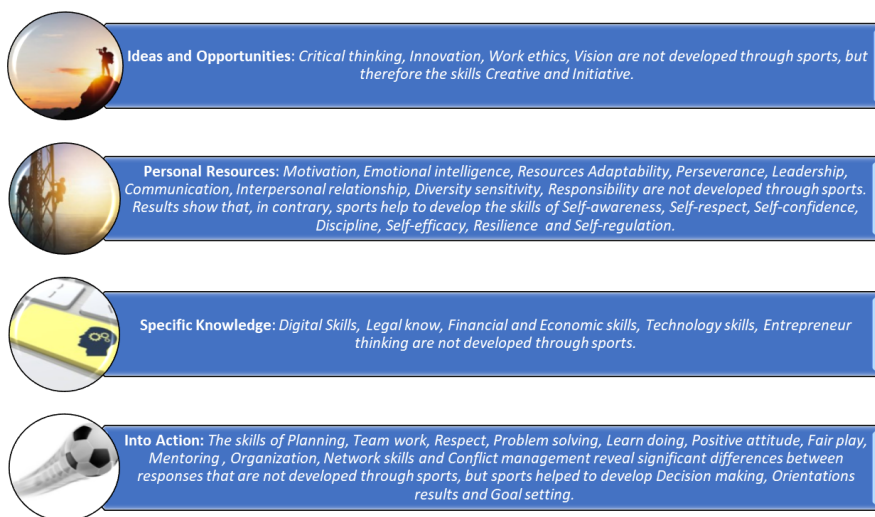 Ideas and Opportunities: Critical thinking, Innovation, Work ethics, Vision are not developed through sports, but
therefore the skills Creative and Initiative.
Personal Resources: Motivation, Emotional intelligence, Resources Adaptability, Perseverance, Leadership,
Communication, Interpersonal relationship, Diversity sensitivity, Responsibility are not developed through sports.
Results show that, in contrary, sports help to develop the skills of Self-awareness, Self-respect, Self-confidence,
Discipline, Self-efficacy, Resilience and Self-regulation.
Specific Knowledge: Digital Skills, Legal know, Financial and Economic skills, Technology skills, Entrepreneur
thinking are not developed through sports.
Into Action: The skills of Planning, Team work, Respect, Problem solving, Learn doing, Positive attitude, Fair play,
Mentoring , Organization, Network skills and Conflict management reveal significant differences between
responses that are not developed through sports, but sports helped to develop Decision making, Orientations
results and Goal setting.